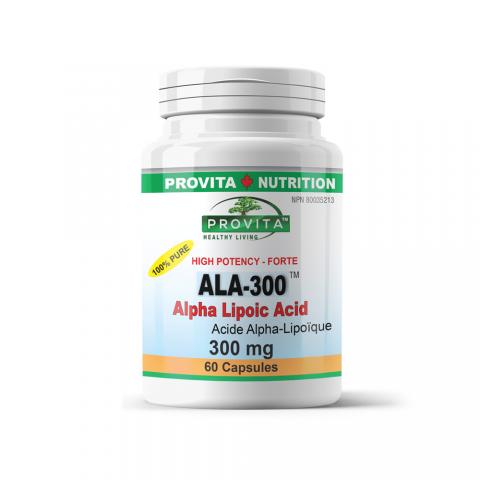 PROVITA NUTRITION
NPN 80035213
PROVITA™
HEALTHY LIVING
100% PURE
HIGH POTENCY - FORTE
ALA-300™
Alpha Lipoic Acid
Acide Alpha-Lipoïque
300 mg
60 Capsules